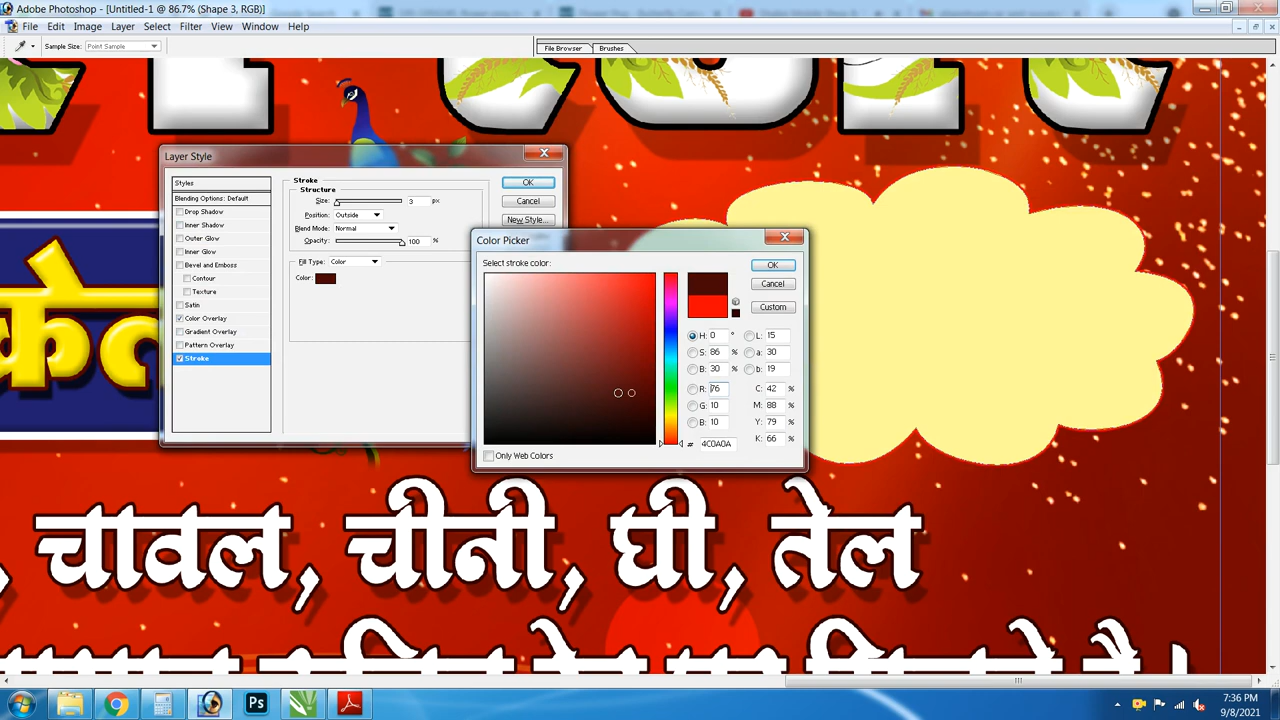 Adobe Photoshop - [Untitled-1 @ 86.7% (Shape 3, RGB)]
File Edit Image Layer Select Filter View Window Help
Sample Size: Point Sample
File Browser Brushes
Layer Style
Styles
Blending Options: Default
Drop Shadow
Inner Shadow
Outer Glow
Inner Glow
Bevel and Emboss
Contour
Texture
Satin
Color Overlay
Gradient Overlay
Pattern Overlay
Stroke
Stroke
Structure
Size: 3 px
Position: Outside
Blend Mode: Normal
Opacity: 100 %
Fill Type: Color
Color:
OK
Cancel
New Style...
Color Picker
Select stroke color:
OK
Cancel
Custom
H: 0 ° L: 15
S: 86 % a: 30
B: 30 % b: 19
R: 76 C: 42 %
G: 10 M: 88 %
B: 10 Y: 79 %
# 4C0A0A K: 66 %
Only Web Colors
चावल, चीनी, घी, तेल
7:36 PM
9/8/2021
Ps